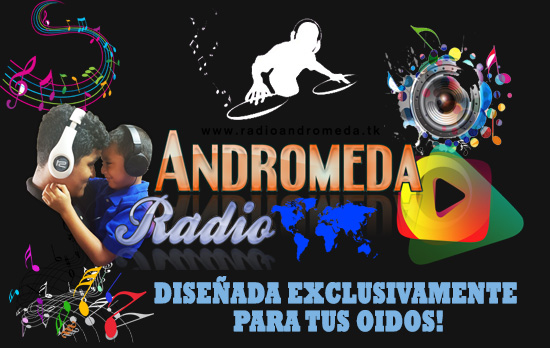 www.radioandromeda.tk
ANDROMEDA
Radio
DISEÑADA EXCLUSIVAMENTE
PARA TUS OIDOS!